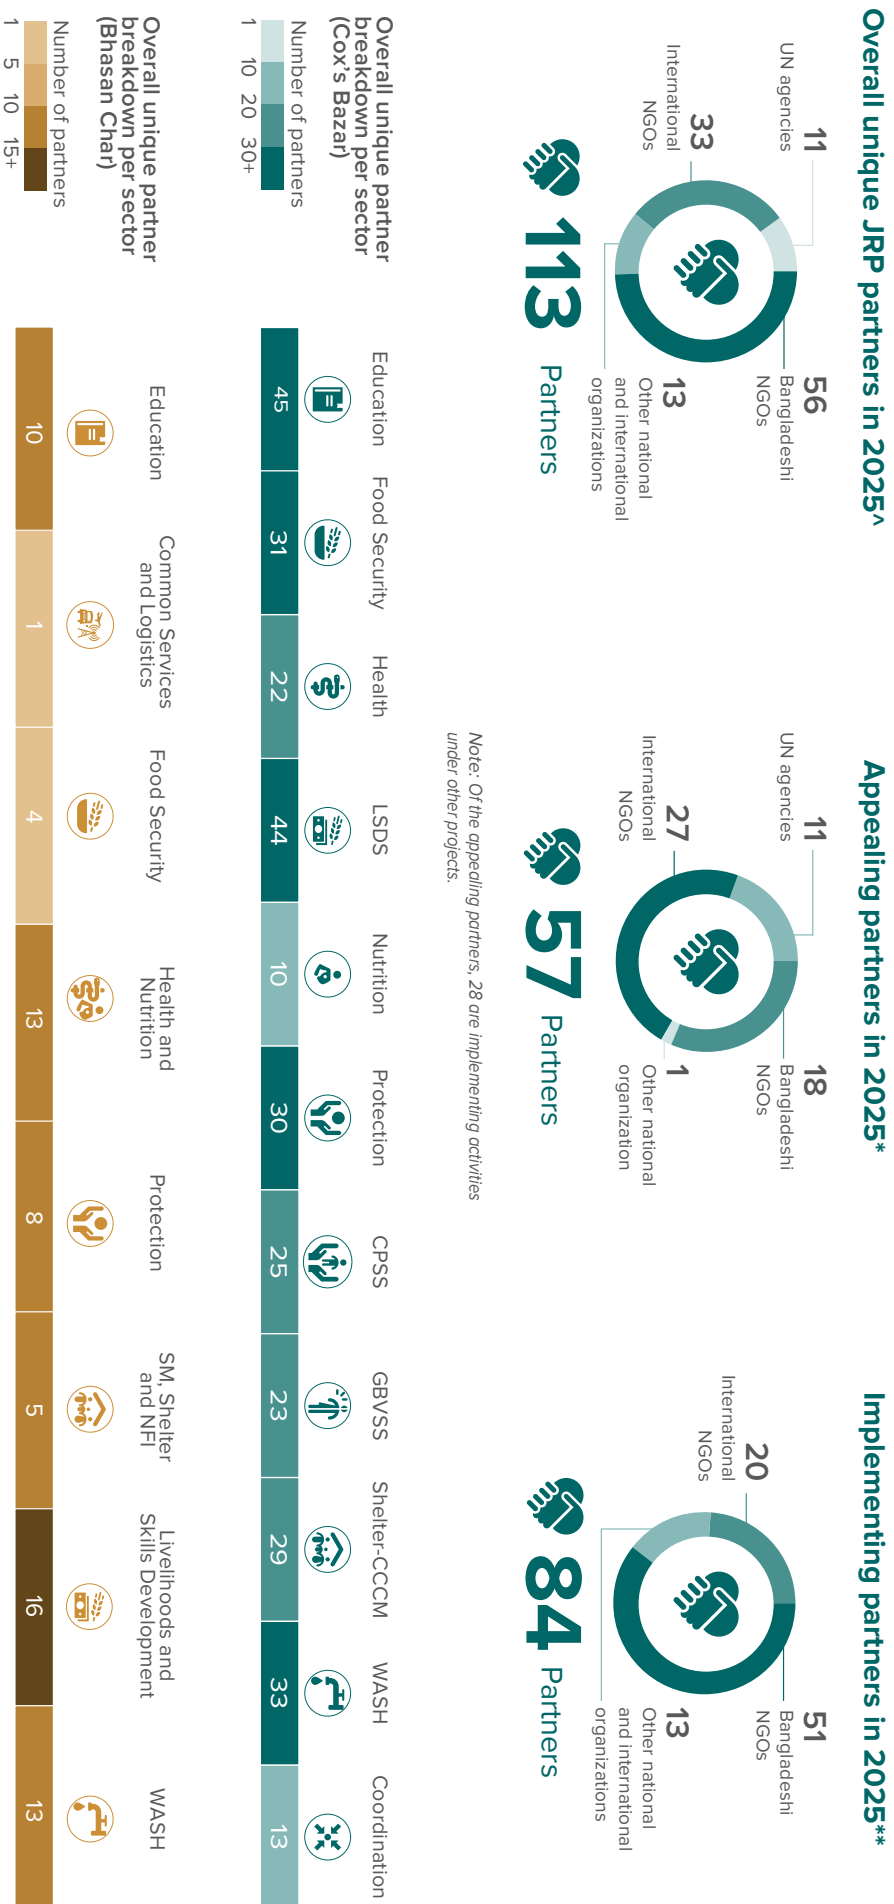 Overall unique JRP partners in 2025^
11
UN agencies
33
International
NGOs
56
Bangladeshi
NGOs
13
Other national
and international
organizations
113 Partners
Appealing partners in 2025*
11
UN agencies
27
International
NGOs
18
Bangladeshi
NGOs
1
Other national
organization
57 Partners
Note: Of the appealing partners, 28 are implementing activities
under other projects.
Implementing partners in 2025**
20
International
NGOs
51
Bangladeshi
NGOs
13
Other national
and international
organizations
84 Partners
Overall unique partner
breakdown per sector
(Cox's Bazar)
Number of partners
1 10 20 30+
Education
Food Security
Health
LSDS
Nutrition
Protection
CPSS
GBVSS
Shelter-CCCM
WASH
Coordination
45 31 22 44 10 30 25 23 29 33 13
Overall unique partner
breakdown per sector
(Bhasan Char)
Number of partners
1 5 10 15+
Education
Common Services
and Logistics
Food Security
Health and
Nutrition
Protection
SM, Shelter
and NFI
Livelihoods and
Skills Development
WASH
10 1 4 13 8 5 16 13